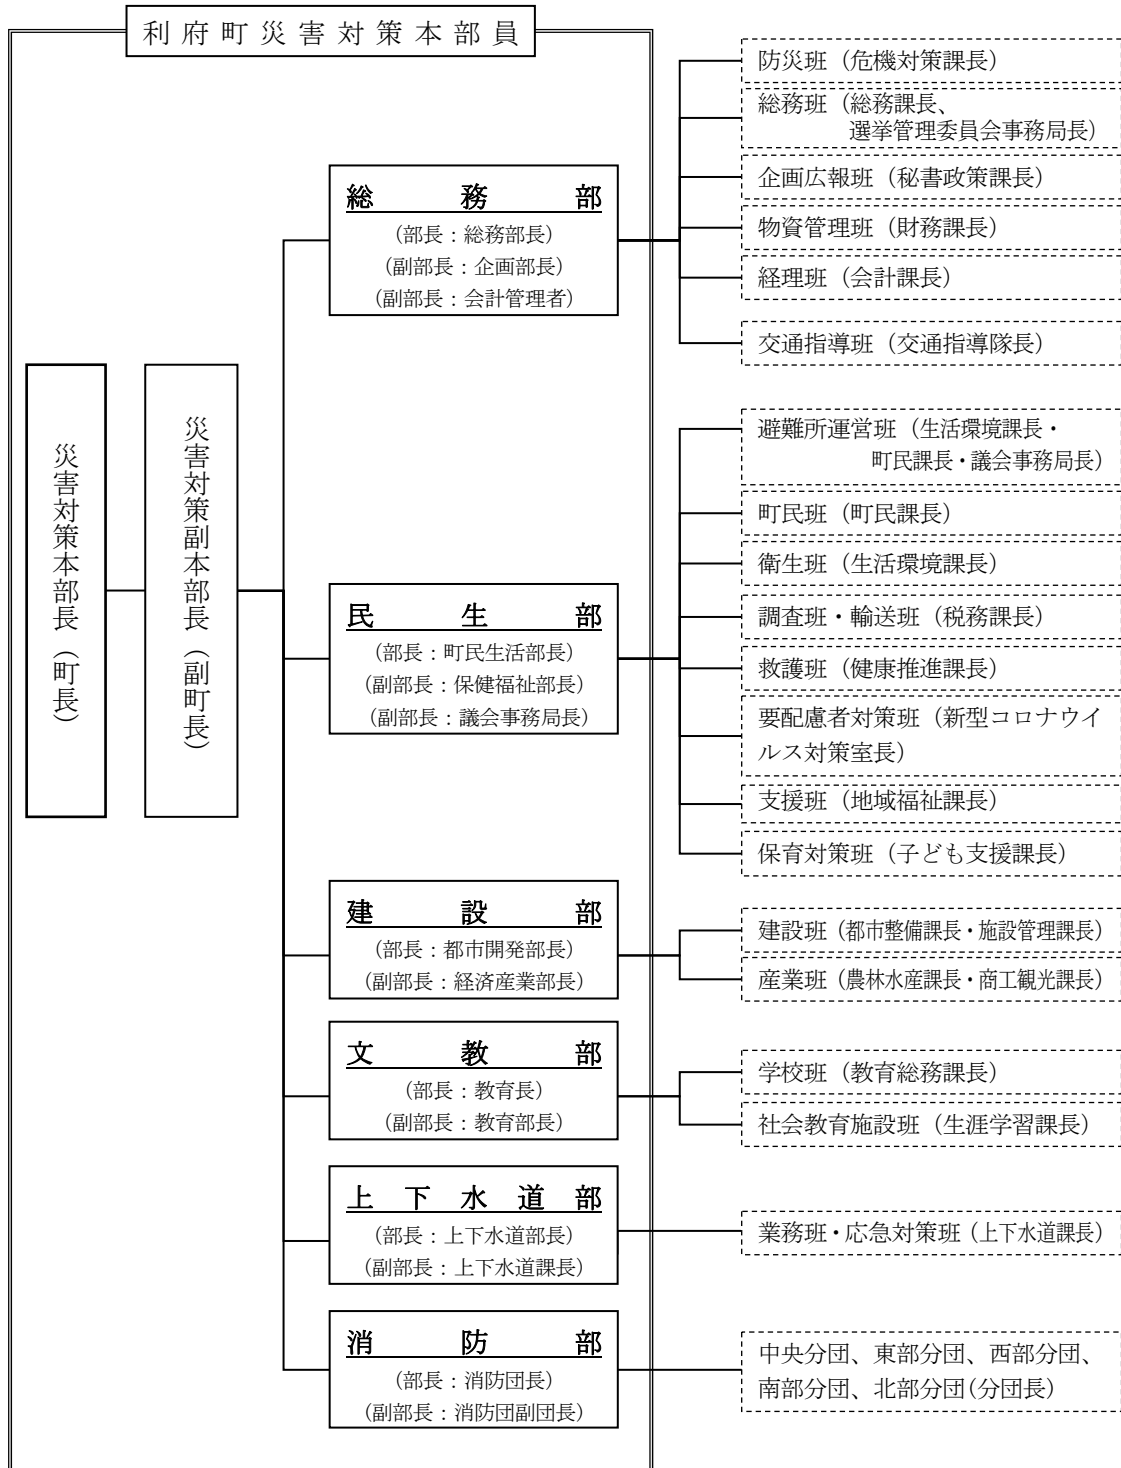 利府町災害対策本部員
災害対策本部長（町長）
災害対策副本部長（副町長）
総務部
（部長：総務部長）
（副部長：企画部長）
（副部長：会計管理者）
防災班（危機対策課長）
総務班（総務課長、
選挙管理委員会事務局長）
企画広報班（秘書政策課長）
物資管理班（財務課長）
経理班（会計課長）
交通指導班（交通指導隊長）
民生部
（部長：町民生活部長）
（副部長：保健福祉部長）
（副部長：議会事務局長）
避難所運営班（生活環境課長・
町民課長・議会事務局長）
町民班（町民課長）
衛生班（生活環境課長）
調査班・輸送班（税務課長）
救護班（健康推進課長）
要配慮者対策班（新型コロナウイ
ルス対策室長）
支援班（地域福祉課長）
保育対策班（子ども支援課長）
建設部
（部長：都市開発部長）
（副部長：経済産業部長）
建設班（都市整備課長・施設管理課長）
産業班（農林水産課長・商工観光課長）
文教部
（部長：教育長）
（副部長：教育部長）
学校班（教育総務課長）
社会教育施設班（生涯学習課長）
上下水道部
（部長：上下水道部長）
（副部長：上下水道課長）
業務班・応急対策班（上下水道課長）
消防部
（部長：消防団長）
（副部長：消防団副団長）
中央分団、東部分団、西部分団、
南部分団、北部分団（分団長）